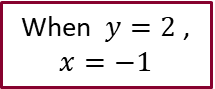 When y = 2 ,
x = −1